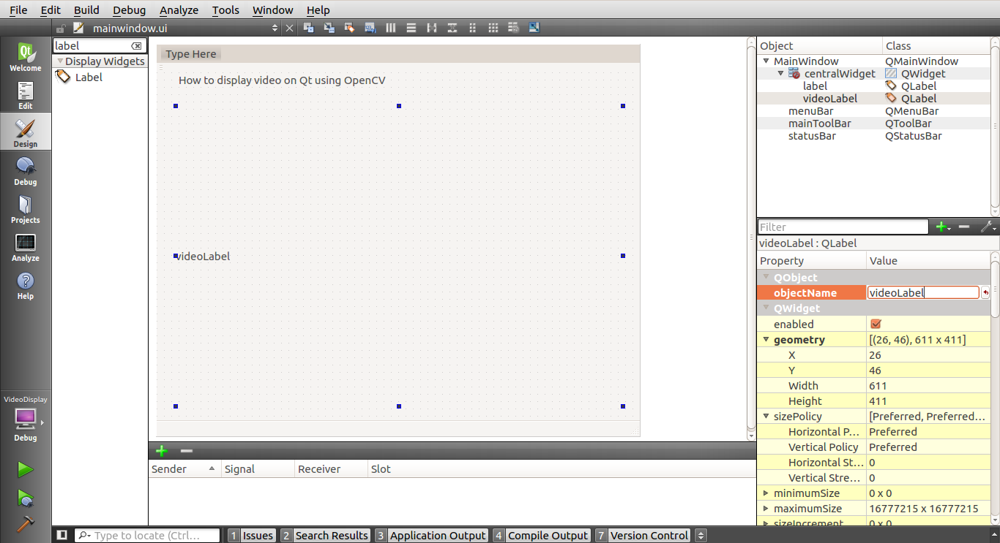 File Edit Build Debug Analyze Tools Window Help
mainwindow.ui
Welcome
Edit
Design
Debug
Projects
Analyze
Help
VideoDisplay
Debug
label
Display Widgets
Label
Type Here
How to display video on Qt using OpenCV
videoLabel
Sender Signal Receiver Slot
Object Class
MainWindow QMainWindow
centralWidget QWidget
label QLabel
videoLabel QLabel
menuBar QMenuBar
mainToolBar QToolBar
statusBar QStatusBar
Filter
videoLabel : QLabel
Property Value
QObject
objectName videoLabel
QWidget
enabled
geometry [(26, 46), 611 x 411]
X 26
Y 46
Width 611
Height 411
sizePolicy [Preferred, Preferred...
Horizontal P... Preferred
Vertical Policy Preferred
Horizontal St... 0
Vertical Stre... 0
minimumSize 0 x 0
maximumSize 16777215 x 16777215
sizeIncrement 0 x 0
Type to locate (Ctrl... 1 Issues 2 Search Results 3 Application Output 4 Compile Output 7 Version Control